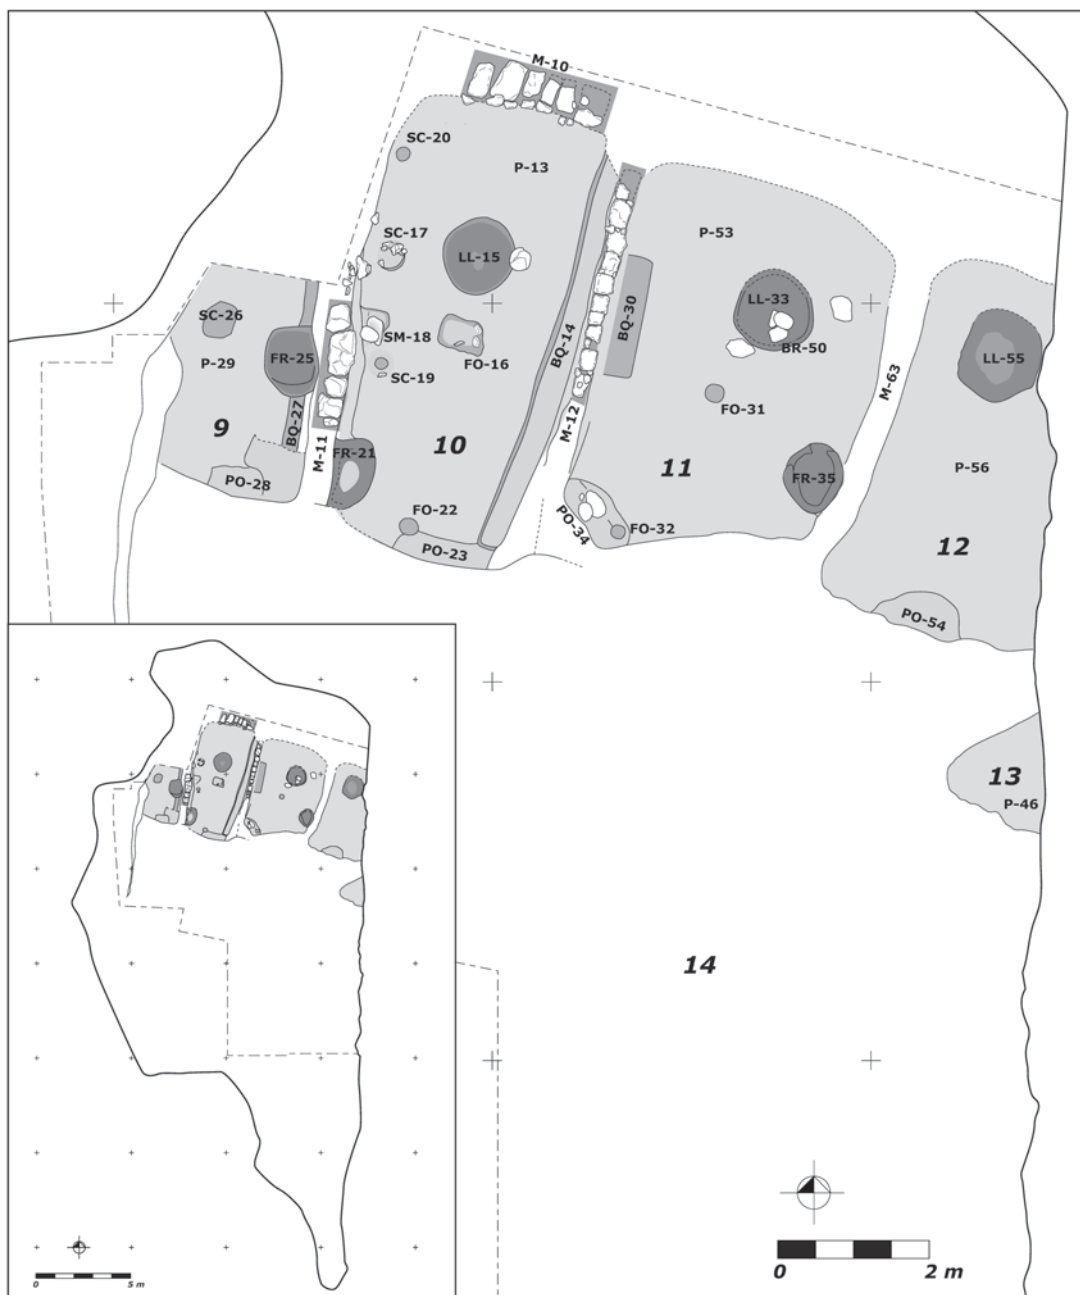 M-10
SC-20
P-13
SC-17
LL-15
P-53
SC-26
P-29
FR-25
SM-18
SC-19
FO-16
BQ-14
BQ-30
LL-33
BR-50
LL-55
M-63
FO-31
9
BQ-27
M-11
FR-21
10
M-12
11
FR-35
P-56
PO-28
FO-22
PO-23
PO-34
FO-32
12
PO-54
13
P-46
14
0
2 m
0
5 m